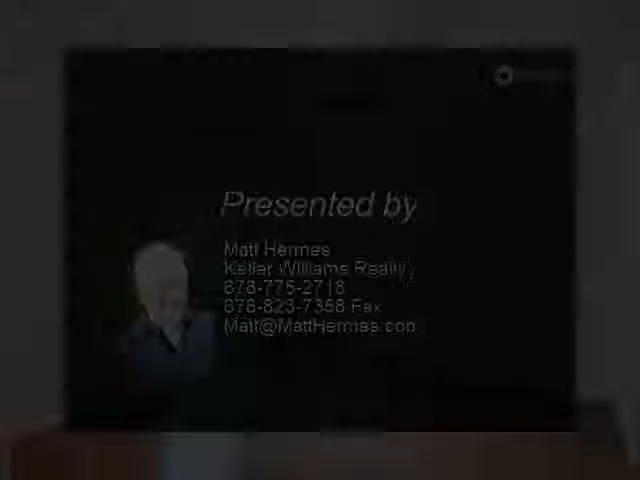 Presented by
Matt Hermes
Keller Williams Realty
678-775-2718
678-823-7358 Fax
Matt@MattHermes.com